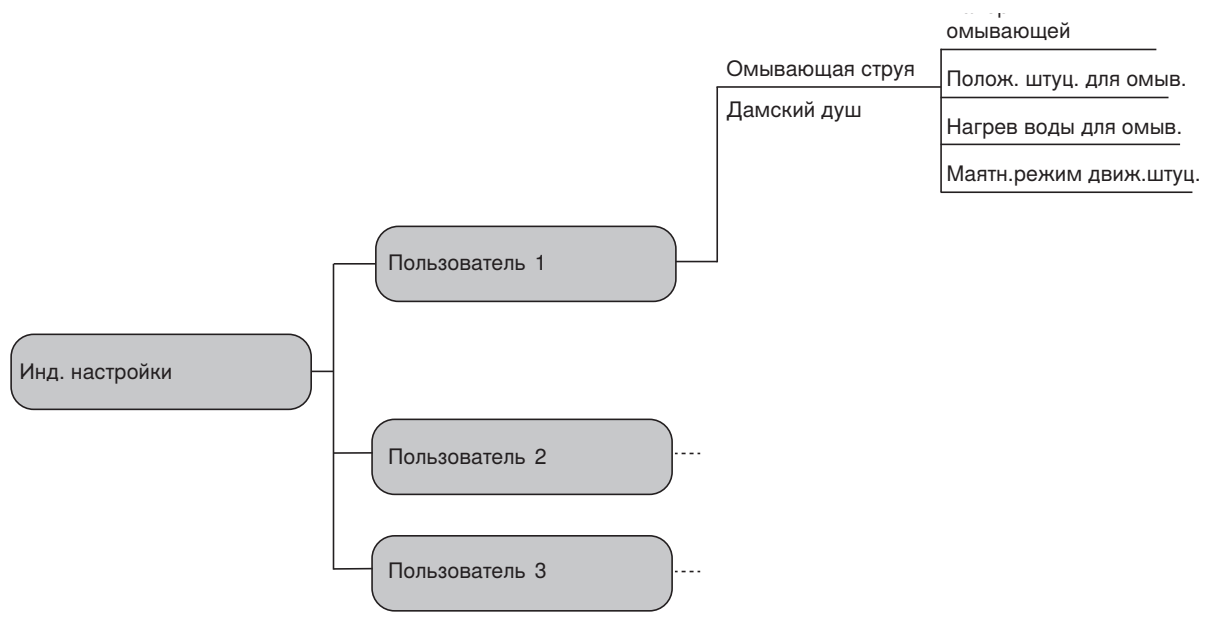 омывающей
Омывающая струя
Полож. штуц. для омыв.
Дамский душ
Нагрев воды для омыв.
Маятн.режим движ.штуц.
Пользователь 1
Инд. настройки
Пользователь 2
Пользователь 3